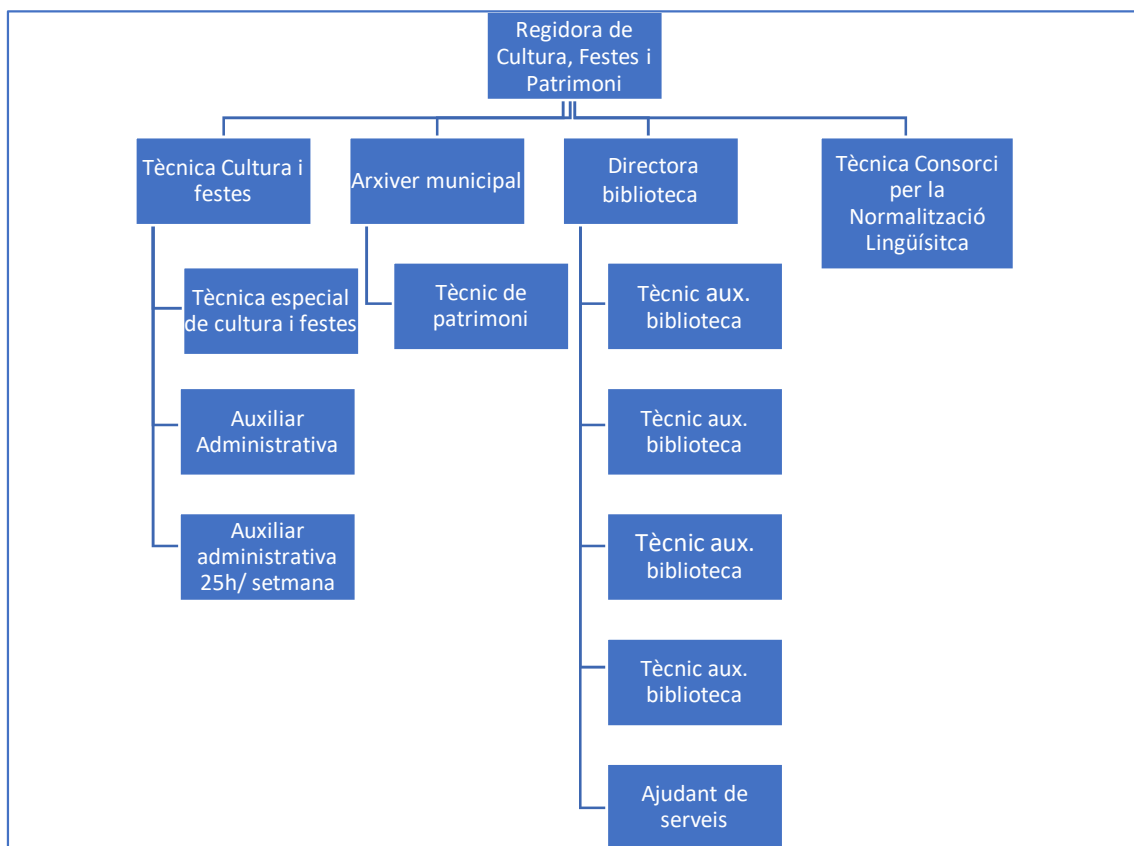 Regidora de
Cultura, Festes i
Patrimoni
Tècnica Cultura i
festes
Arxiver municipal
Directora
biblioteca
Tècnica Consorci
per la
Normalització
Lingüísitca
Tècnica especial
de cultura i festes
Auxiliar
Administrativa
Auxiliar
administrativa
25h/ setmana
Tècnic de
patrimoni
Tècnic aux.
biblioteca
Tècnic aux.
biblioteca
Tècnic aux.
biblioteca
Tècnic aux.
biblioteca
Ajudant de
serveis